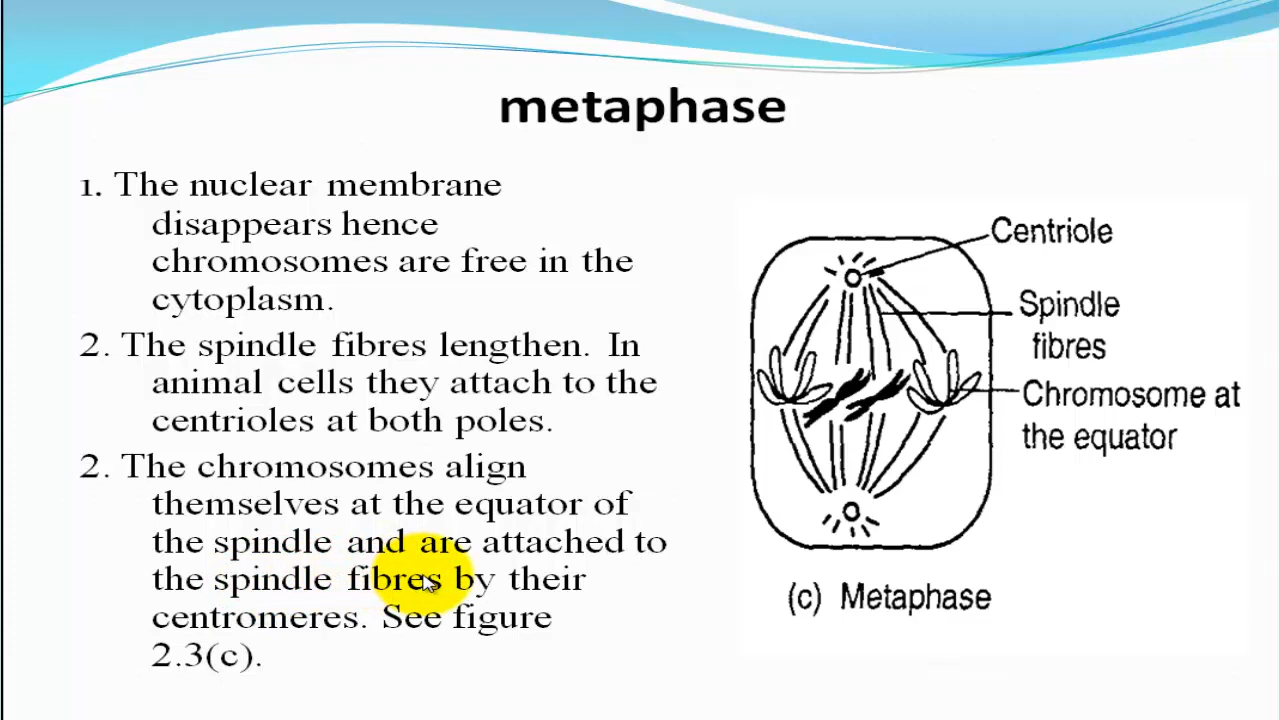 metaphase
1. The nuclear membrane
disappears hence
chromosomes are free in the
cytoplasm.
2. The spindle fibres lengthen. In
animal cells they attach to the
centrioles at both poles.
2. The chromosomes align
themselves at the equator of
the spindle and are attached to
the spindle fibres by their
centromeres. See figure
2.3(c).
Centriole
Spindle
fibres
Chromosome at
the equator
(c) Metaphase